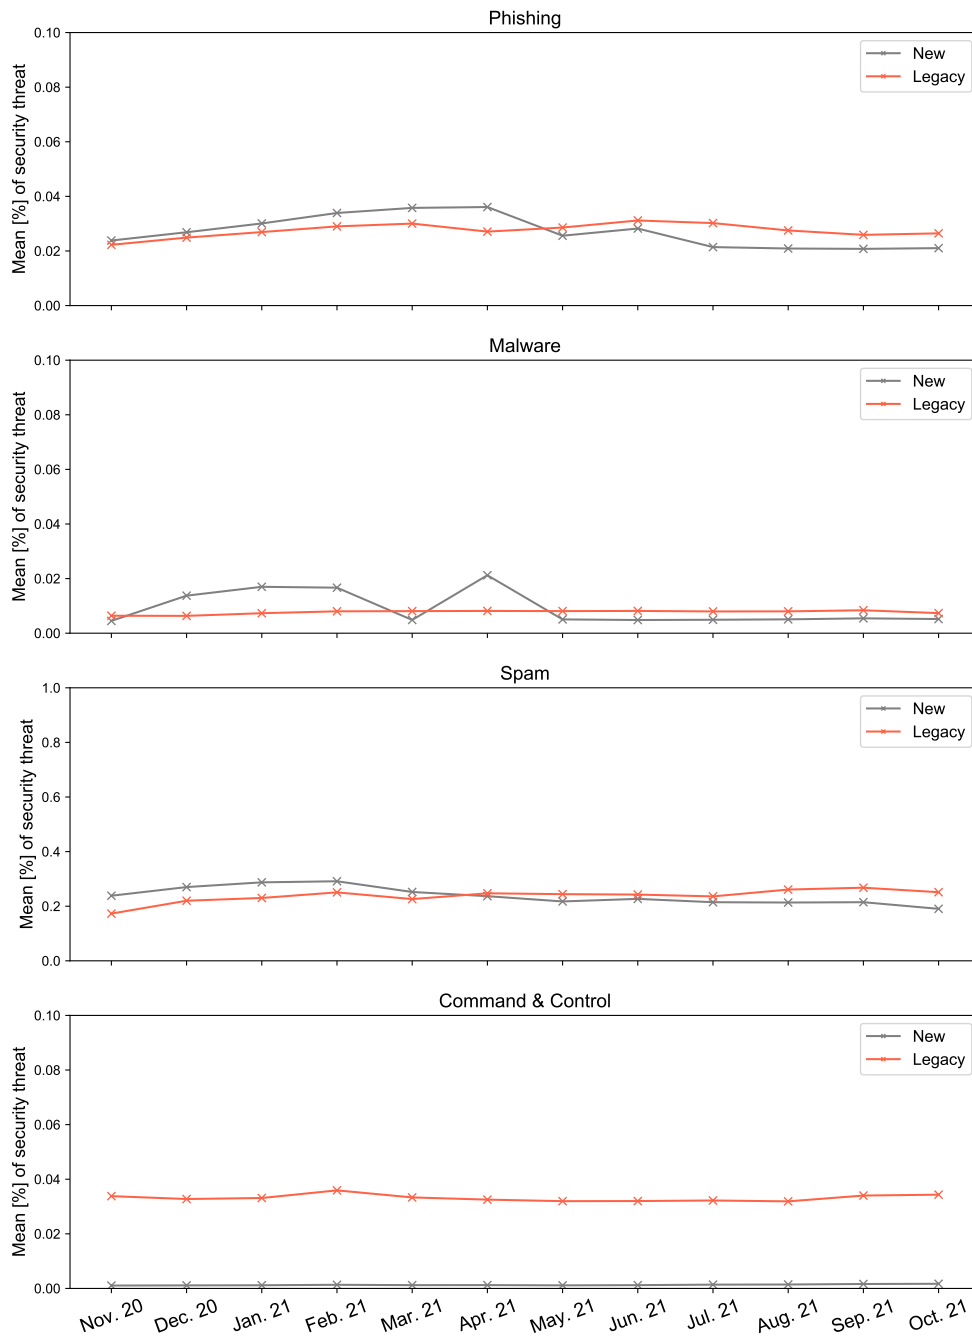 Phishing
0.10
0.08
0.06
0.04
0.02
0.00
Mean [%] of security threat
New
Legacy
Malware
0.10
0.08
0.06
0.04
0.02
0.00
Mean [%] of security threat
New
Legacy
Spam
1.0
0.8
0.6
0.4
0.2
0.0
Mean [%] of security threat
New
Legacy
Command & Control
0.10
0.08
0.06
0.04
0.02
0.00
Mean [%] of security threat
New
Legacy
Nov. 20
Dec. 20
Jan. 21
Feb. 21
Mar. 21
Apr. 21
May. 21
Jun. 21
Jul. 21
Aug. 21
Sep. 21
Oct. 21